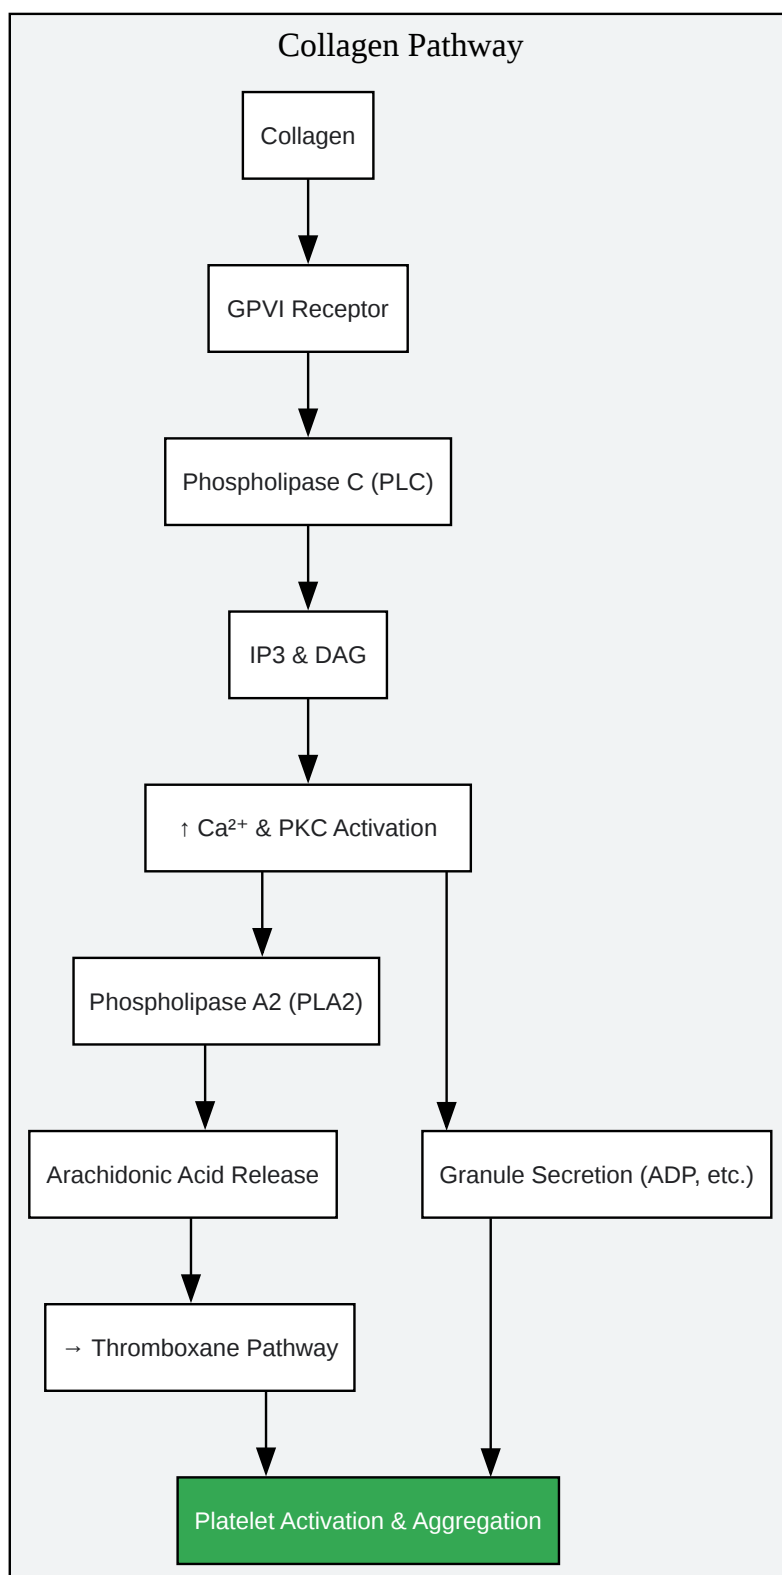 Collagen Pathway
Collagen
GPVI Receptor
Phospholipase C (PLC)
IP3 & DAG
↑ Ca²⁺ & PKC Activation
Phospholipase A2 (PLA2)
Arachidonic Acid Release
Granule Secretion (ADP, etc.)
→ Thromboxane Pathway
Platelet Activation & Aggregation